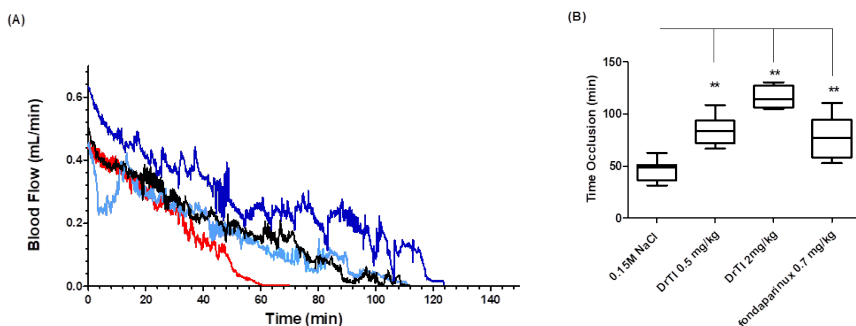 (A)
Blood Flow (mL/min)
0.6
0.4
0.2
0.0
0 20 40 60 80 100 120 140
Time (min)
(B)
Time Occlusion (min)
150
100
50
0
** ** **
0.15M NaCl
DrTI 0.5 mg/kg
DrTI 2mg/kg
fondaparinux 0.7 mg/kg